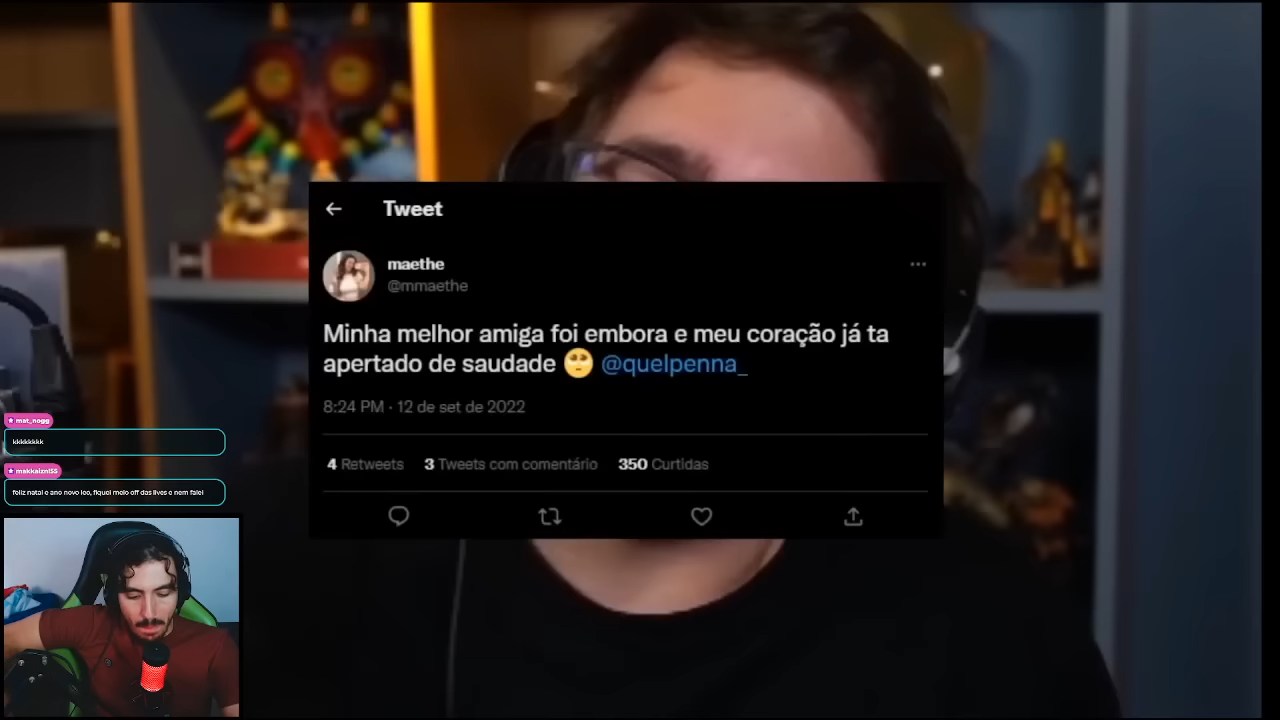 Tweet
maethe
@mmaethe
Minha melhor amiga foi embora e meu coração já ta
apertado de saudade 🥺 @quelpenna_
8:24 PM · 12 de set de 2022
4 Retweets 3 Tweets com comentário 350 Curtidas
mat_nogg
kkkkkkkk
makkaizn1SS
feliz natal e ano novo leo, fiquei meio off das lives e nem falei